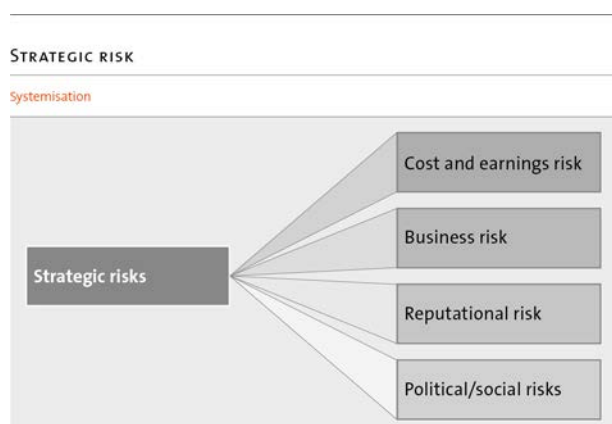 STRATEGIC RISK
Systemisation
Cost and earnings risk
Business risk
Strategic risks
Reputational risk
Political/social risks